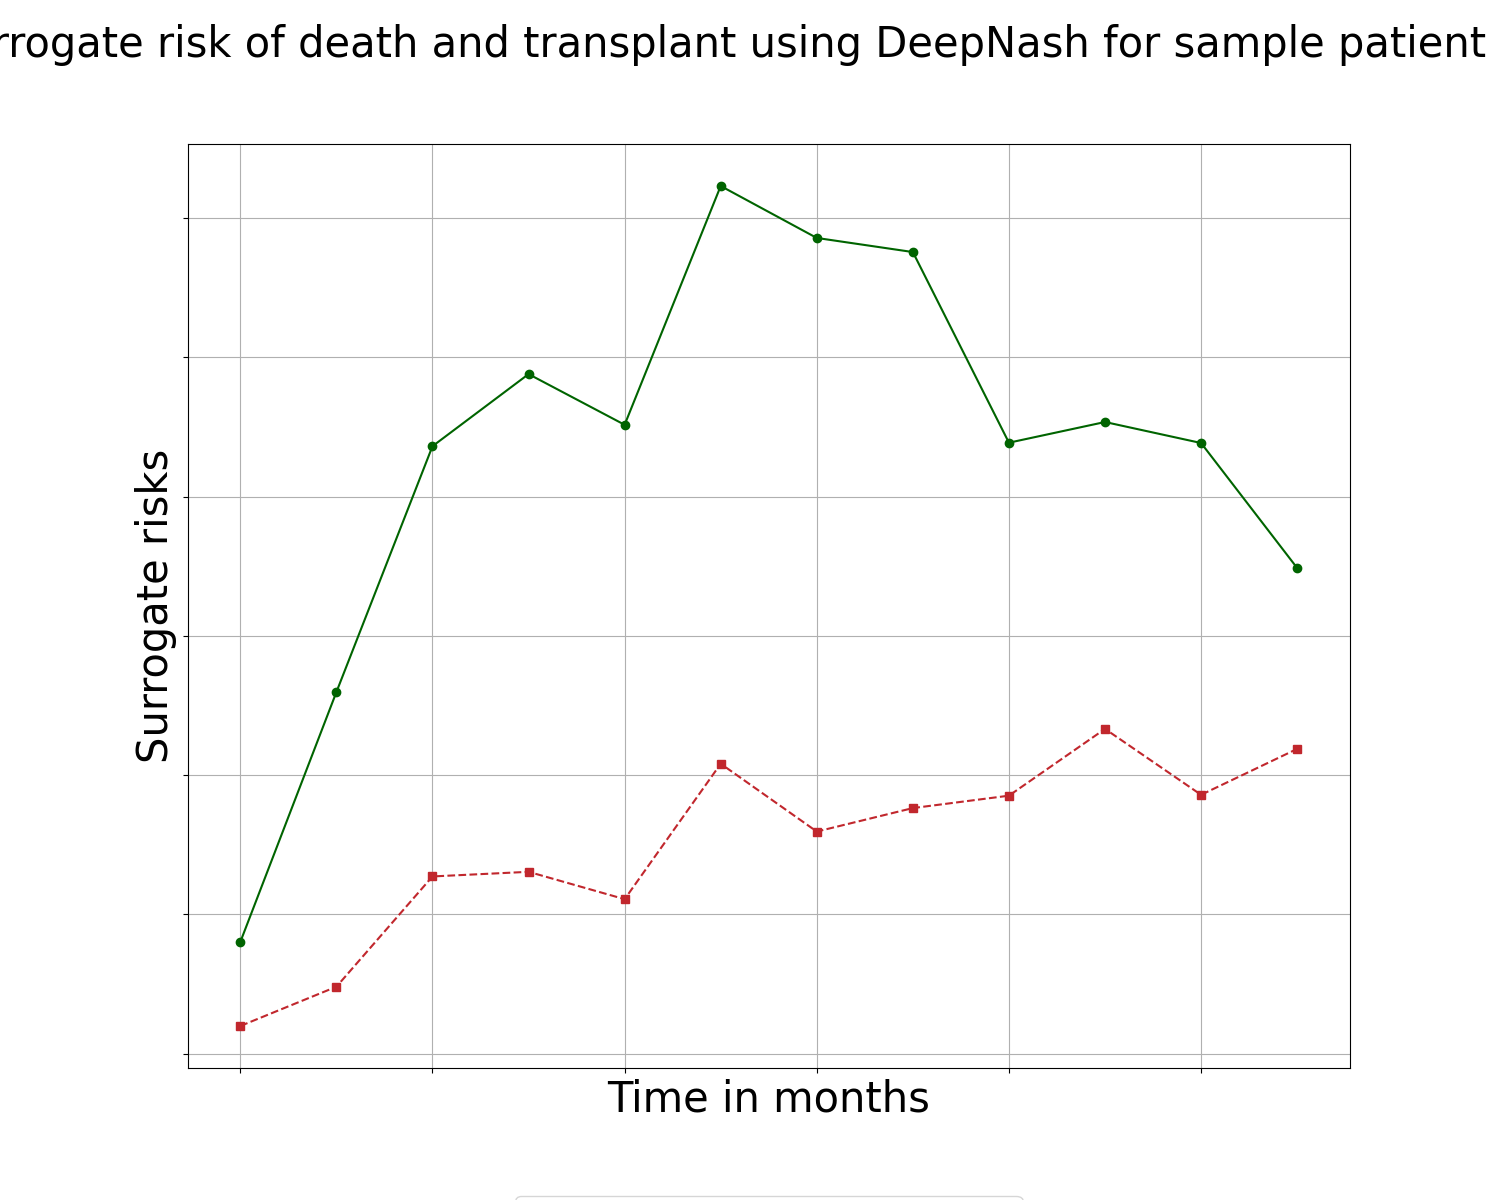 rrogate risk of death and transplant using DeepNash for sample patient
Surrogate risks
Time in months